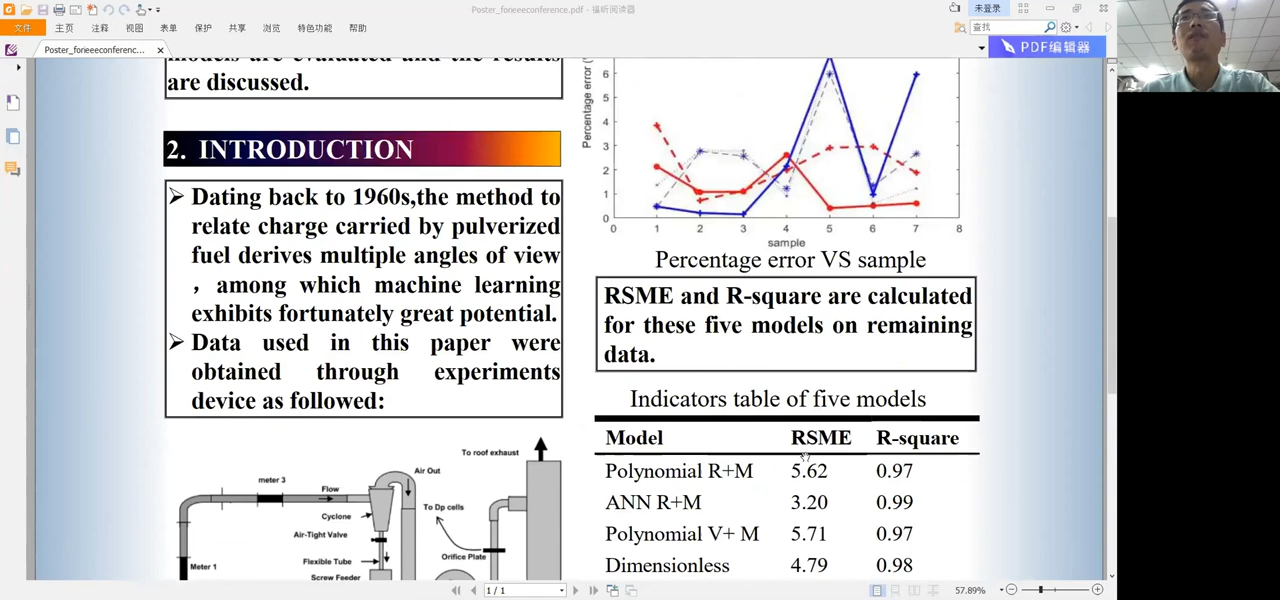 Poster_foneeeconference.pdf - 福昕阅读器
未登录
文件 主页 注释 视图 表单 保护 共享 浏览 特色功能 帮助
查找
Poster_foneeeconferenc... ×
PDF编辑器
models are evaluated and the results
are discussed.
2. INTRODUCTION
➢ Dating back to 1960s,the method to
relate charge carried by pulverized
fuel derives multiple angles of view
，among which machine learning
exhibits fortunately great potential.
➢ Data used in this paper were
obtained through experiments
device as followed:
To roof exhaust
Air Out
meter 3
Flow
To Dp cells
Cyclone
Air-Tight Valve
Orifice Plate
Flexible Tube
Meter 1
Screw Feeder
Percentage error (
6
5
4
3
2
1
0
0 1 2 3 4 5 6 7 8
sample
Percentage error VS sample
RSME and R-square are calculated
for these five models on remaining
data.
Indicators table of five models
Model RSME R-square
Polynomial R+M 5.62 0.97
ANN R+M 3.20 0.99
Polynomial V+ M 5.71 0.97
Dimensionless 4.79 0.98
1 / 1
57.89%